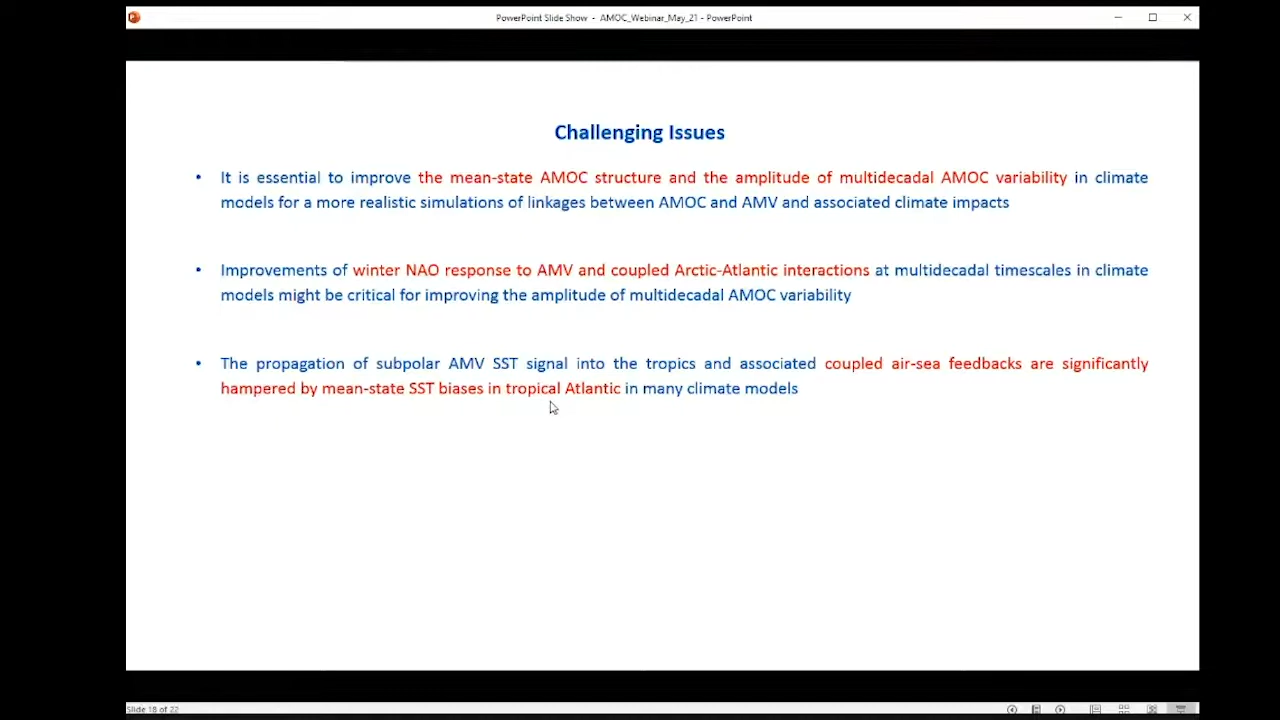 PowerPoint Slide Show - AMOC_Webinar_May_21 - PowerPoint
Challenging Issues
• It is essential to improve the mean-state AMOC structure and the amplitude of multidecadal AMOC variability in climate
models for a more realistic simulations of linkages between AMOC and AMV and associated climate impacts
• Improvements of winter NAO response to AMV and coupled Arctic-Atlantic interactions at multidecadal timescales in climate
models might be critical for improving the amplitude of multidecadal AMOC variability
• The propagation of subpolar AMV SST signal into the tropics and associated coupled air-sea feedbacks are significantly
hampered by mean-state SST biases in tropical Atlantic in many climate models
Slide 18 of 22